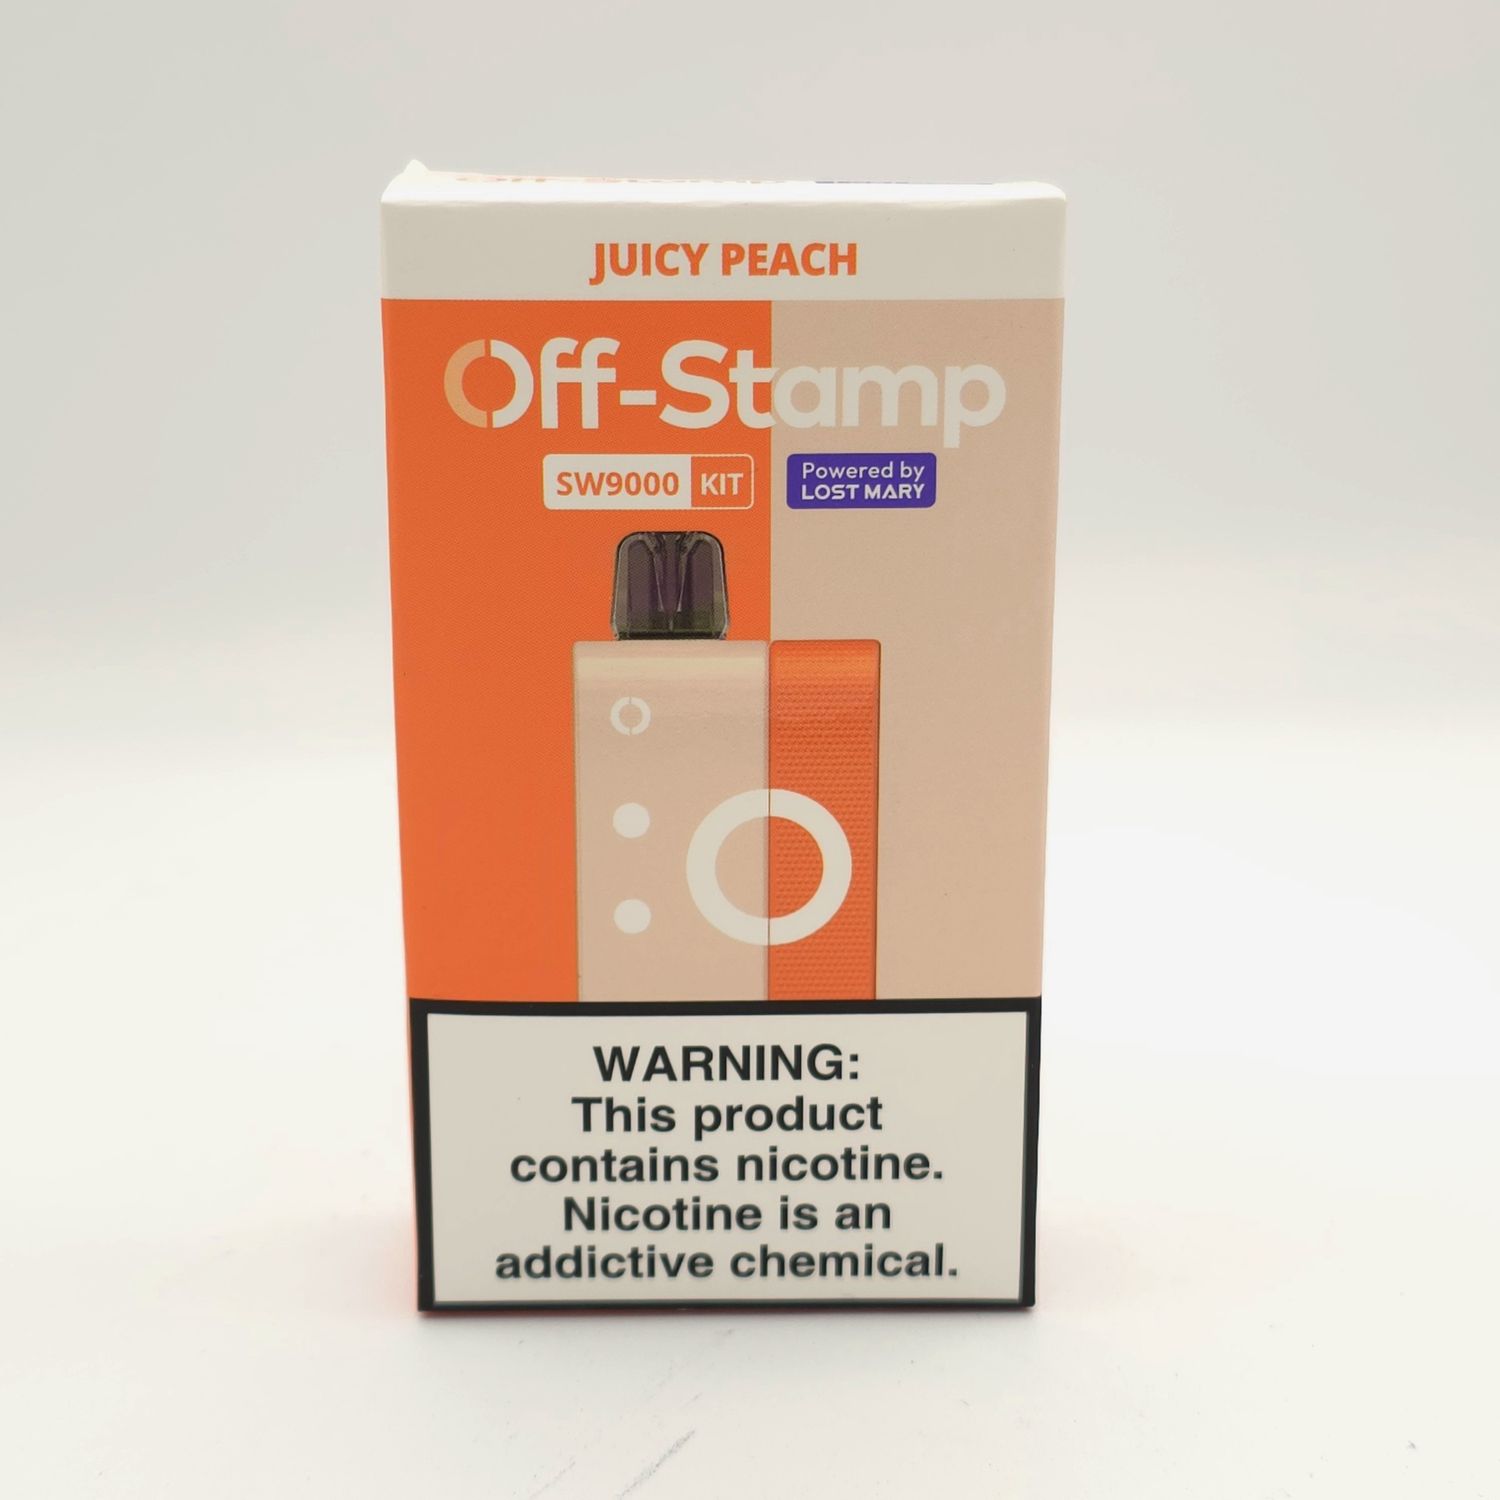 JUICY PEACH
Off-Stamp
SW9000 KIT
Powered by
LOST MARY
WARNING:
This product
contains nicotine.
Nicotine is an
addictive chemical.